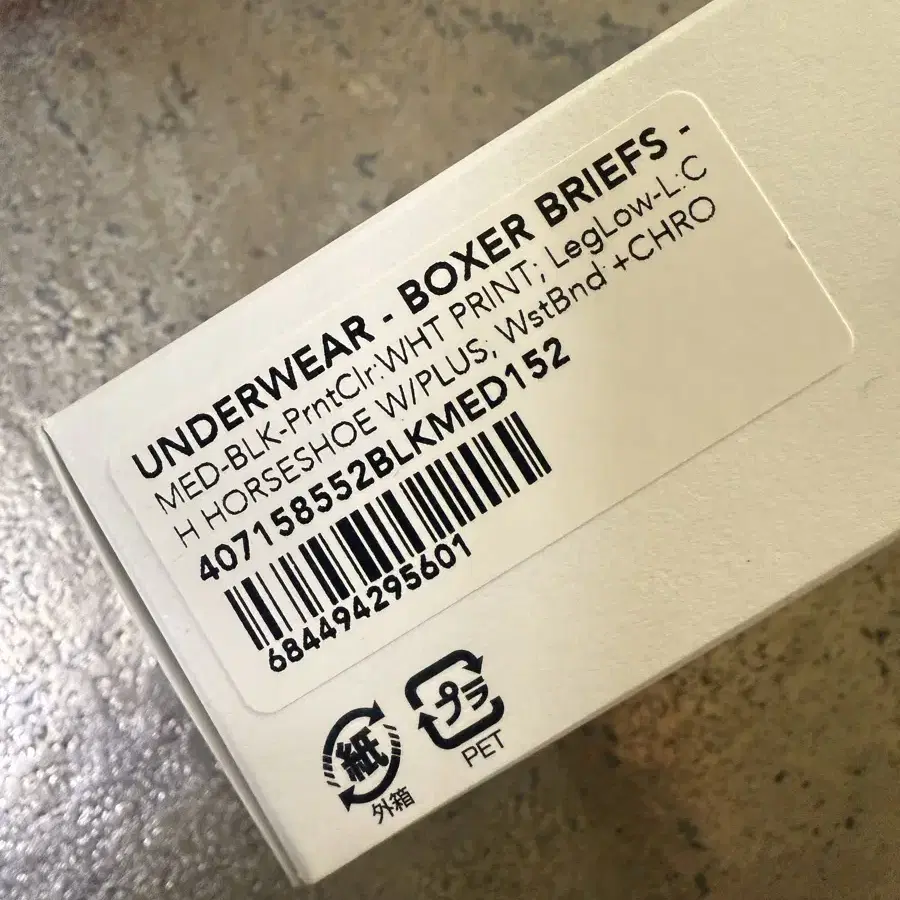 UNDERWEAR - BOXER BRIEFS -
MED-BLK-PrntClr:WHT PRINT; LegLow-L:C
H HORSESHOE W/PLUS; WstBnd:+CHRO
407158552BLKMED152
684494295601
紙
外箱
プラ
PET